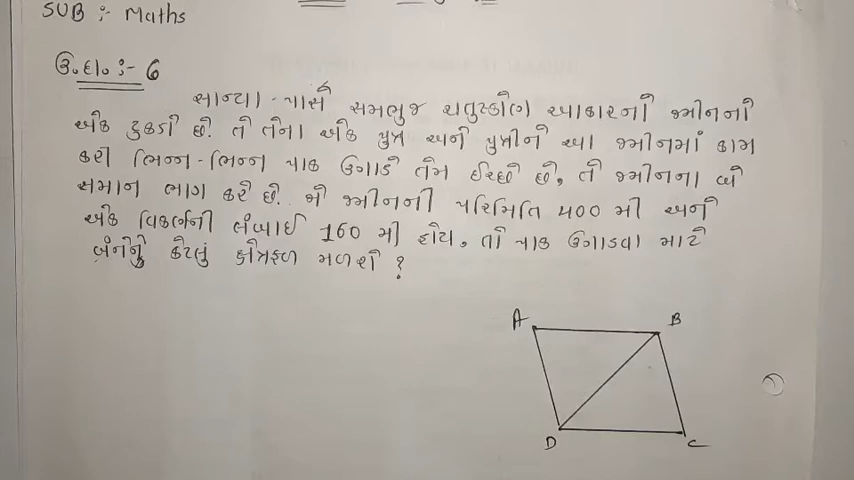 SUB :- Maths
ઉ.દા. :- 6
સાન્યા - પાસે સમભુજ ચતુષ્કોણ આકારનો જમીનનો
એક ટુકડો છે. તે તેના એક પુત્ર અને પુત્રીને આ જમીનમાં કામ
કરી ભિન્ન-ભિન્ન પાક ઉગાડે તેમ ઈચ્છે છે, તે જમીનના બે
સમાન ભાગ કરે છે. જો જમીનની પરિમિતિ 400 મી અને
એક વિકર્ણની લંબાઈ 160 મી હોય, તો પાક ઉગાડવા માટે
બંનેને કેટલું ક્ષેત્રફળ મળશે ?
A B
D C